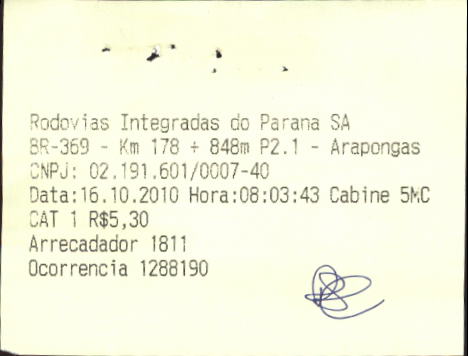 Rodovias Integradas do Parana SA
BR-369 - Km 178 + 848m P2.1 - Arapongas
CNPJ: 02.191.601/0007-40
Data:16.10.2010 Hora:08:03:43 Cabine 5MC
CAT 1 R$5,30
Arrecadador 1811
Ocorrencia 1288190